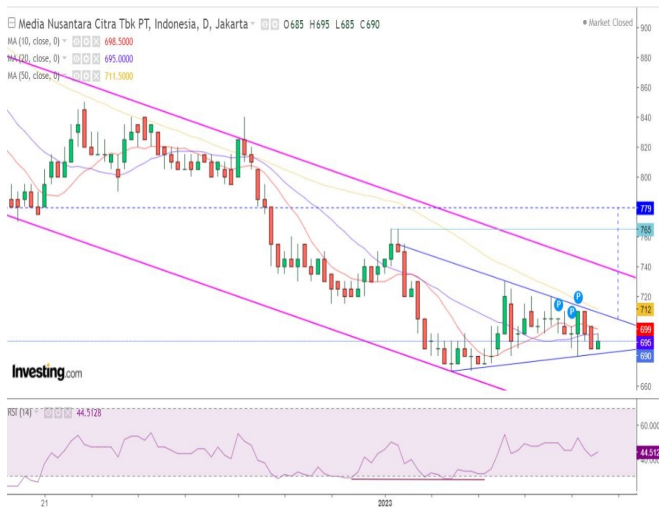 Media Nusantara Citra Tbk PT, Indonesia, D, Jakarta O685 H695 L685 C690
Market Closed
MA (10, close, 0) 698.5000
MA (20, close, 0) 695.0000
MA (50, close, 0) 711.5000
900
880
860
840
820
800
779
765
740
720
712
699
695
690
660
P
P
P
Investing.com
RSI (14) 44.5128
60.000
44.512
21
2023